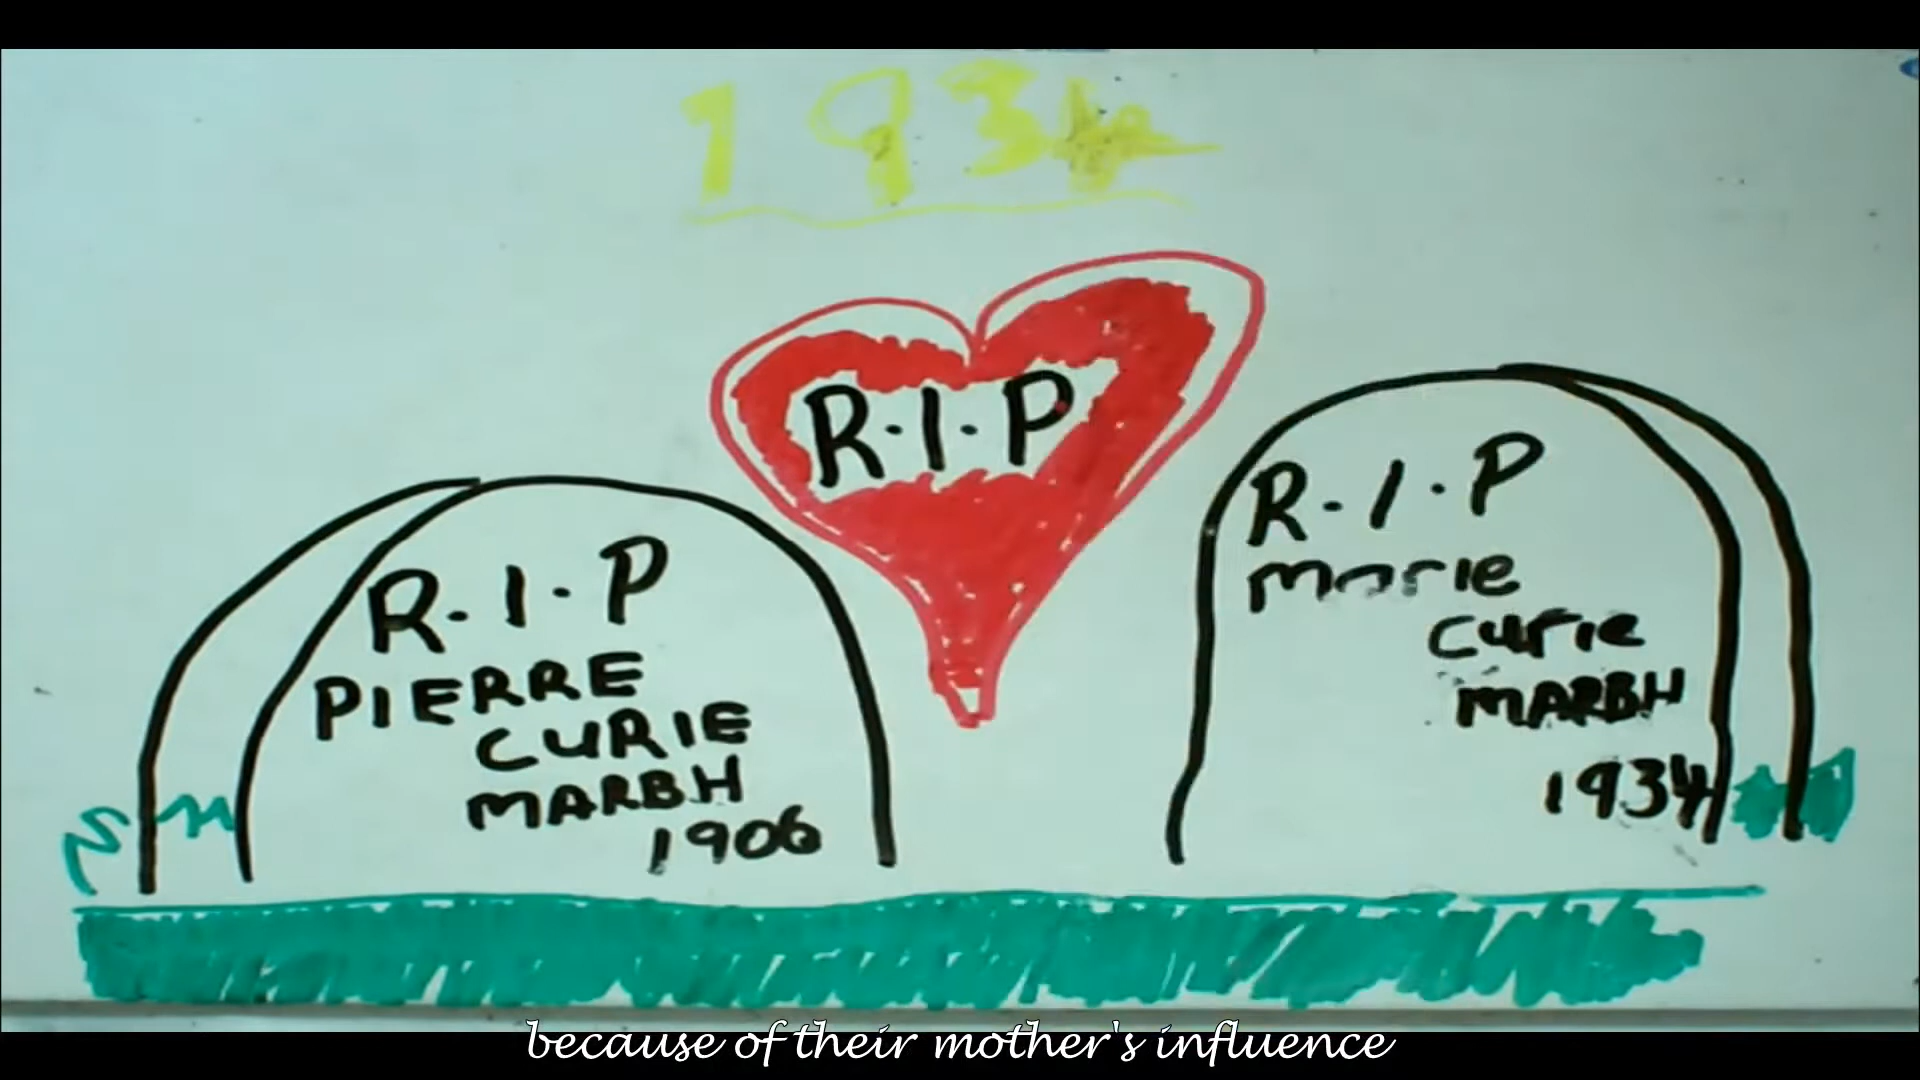 1934
R.I.P
R.I.P
PIERRE
CURIE
MARBH
1906
R.I.P
Marie
Curie
MARBH
1934
because of their mother's influence